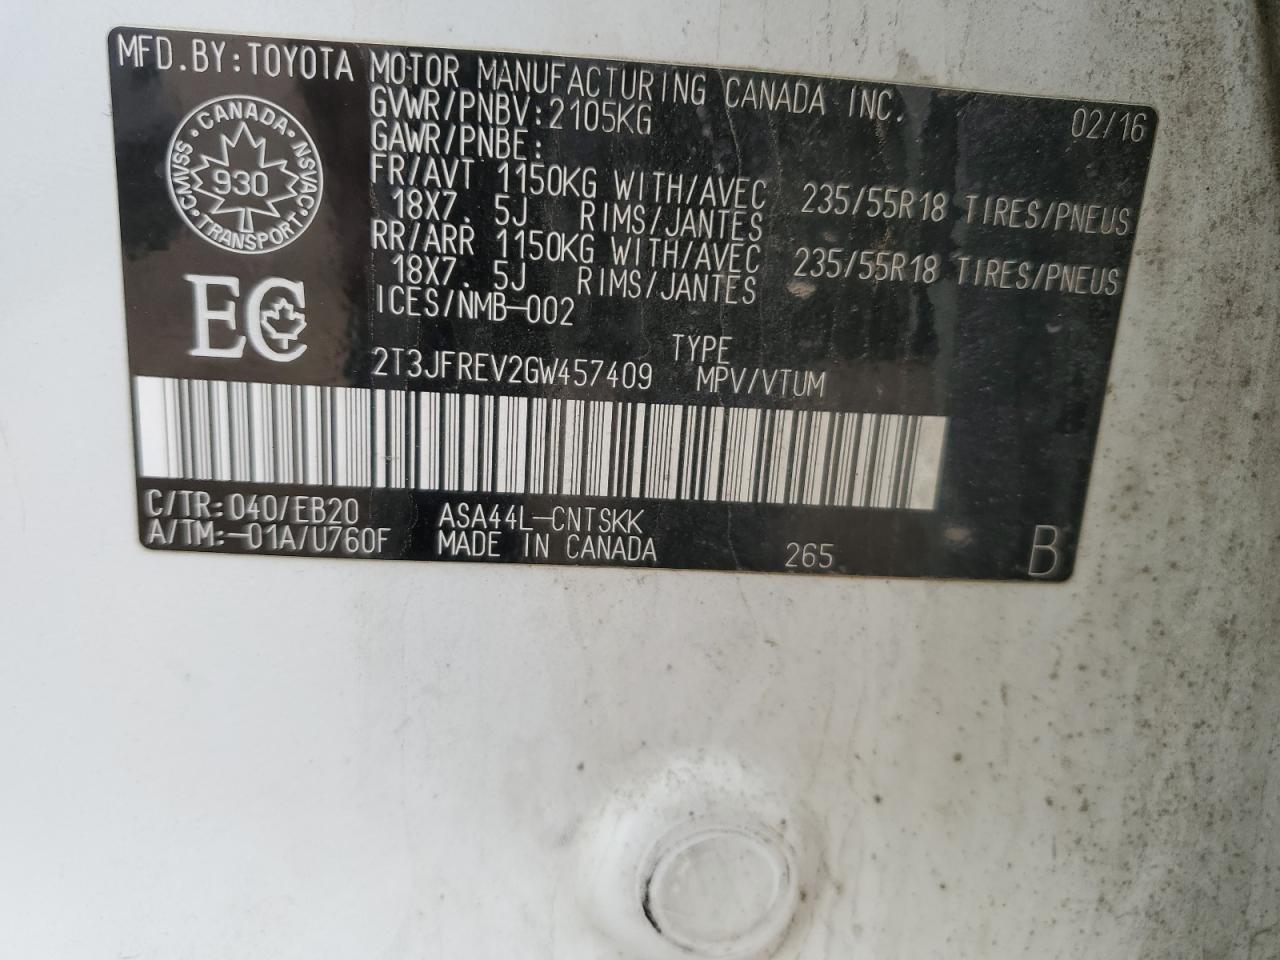 MFD.BY:TOYOTA MOTOR MANUFACTURING CANADA INC.
GVWR/PNBV:2105KG 02/16
GAWR/PNBE:
FR/AVT 1150KG WITH/AVEC 235/55R18 TIRES/PNEUS
18X7.5J RIMS/JANTES
RR/ARR 1150KG WITH/AVEC 235/55R18 TIRES/PNEUS
18X7.5J RIMS/JANTES
ICES/NMB-002
CANADA
CMVSS 930 NSVAC
TRANSPORT
EC
2T3JFREV2GW457409 TYPE
MPV/VTUM
C/TR:040/EB20 ASA44L-CNTSKK
A/TM:-01A/U760F MADE IN CANADA 265 B